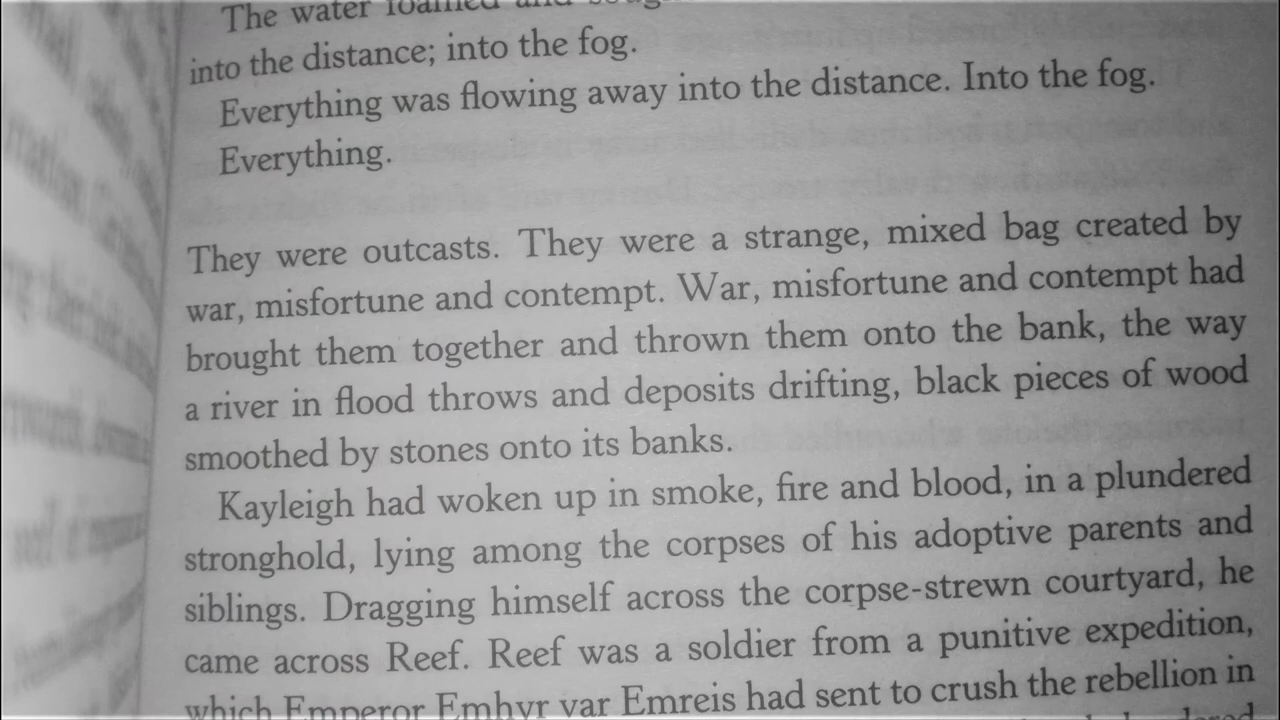 The water foamed and
into the distance; into the fog.
Everything was flowing away into the distance. Into the fog.
Everything.
They were outcasts. They were a strange, mixed bag created by
war, misfortune and contempt. War, misfortune and contempt had
brought them together and thrown them onto the bank, the way
a river in flood throws and deposits drifting, black pieces of wood
smoothed by stones onto its banks.
Kayleigh had woken up in smoke, fire and blood, in a plundered
stronghold, lying among the corpses of his adoptive parents and
siblings. Dragging himself across the corpse-strewn courtyard, he
came across Reef. Reef was a soldier from a punitive expedition,
which Emperor Emhyr var Emreis had sent to crush the rebellion in